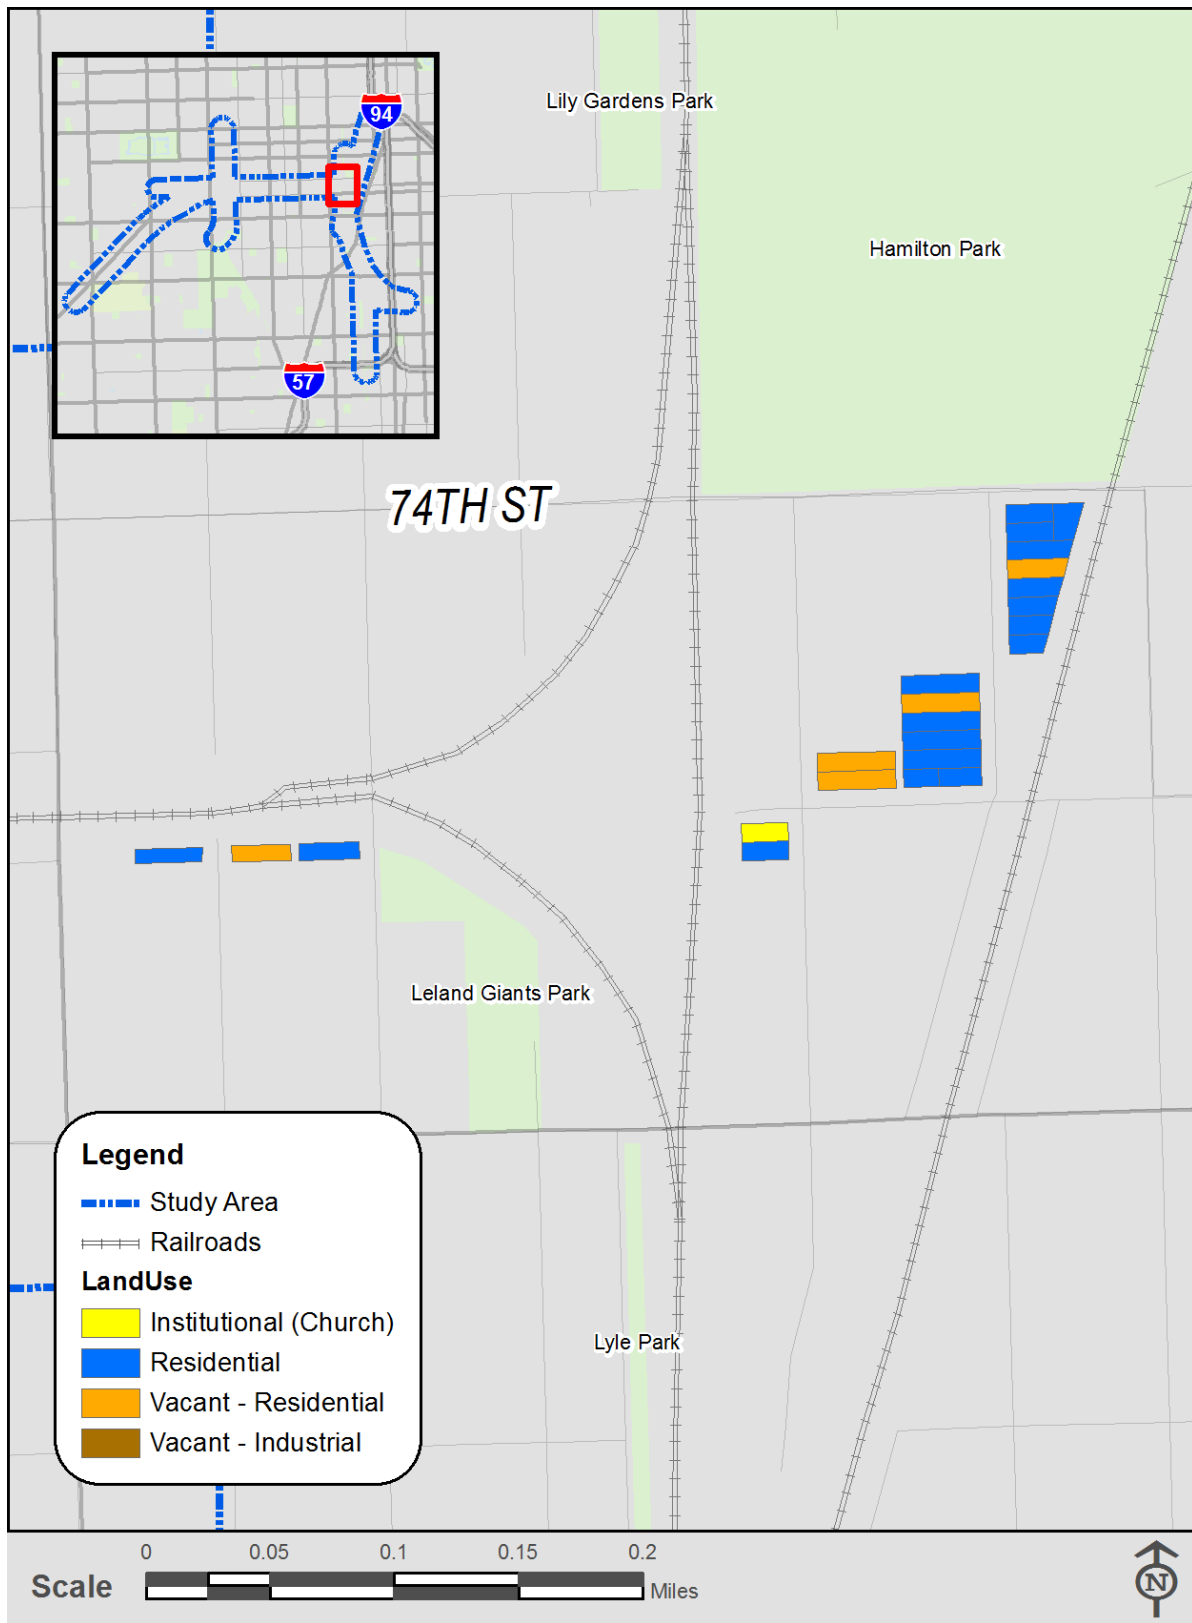 Lily Gardens Park
94
Hamilton Park
57
74TH ST
Leland Giants Park
Legend
Study Area
Railroads
LandUse
Institutional (Church)
Residential
Vacant - Residential
Vacant - Industrial
Lyle Park
0 0.05 0.1 0.15 0.2
Scale
Miles
N